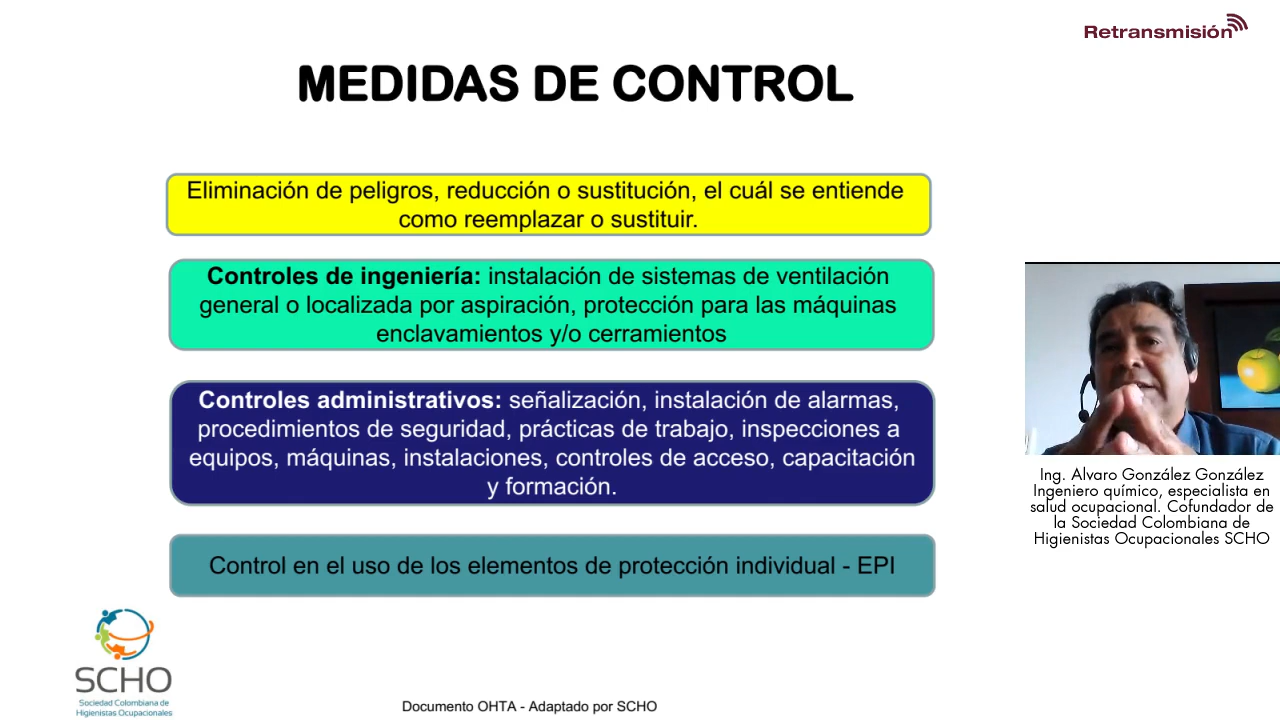 Retransmisión
MEDIDAS DE CONTROL
Eliminación de peligros, reducción o sustitución, el cuál se entiende
como reemplazar o sustituir.
Controles de ingeniería: instalación de sistemas de ventilación
general o localizada por aspiración, protección para las máquinas
enclavamientos y/o cerramientos
Controles administrativos: señalización, instalación de alarmas,
procedimientos de seguridad, prácticas de trabajo, inspecciones a
equipos, máquinas, instalaciones, controles de acceso, capacitación
y formación.
Control en el uso de los elementos de protección individual - EPI
Ing. Alvaro González González
Ingeniero químico, especialista en
salud ocupacional. Cofundador de
la Sociedad Colombiana de
Higienistas Ocupacionales SCHO
SCHO
Sociedad Colombiana de
Higienistas Ocupacionales
Documento OHTA - Adaptado por SCHO